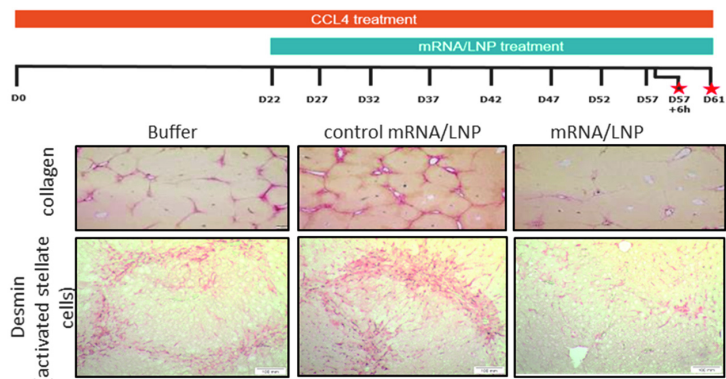 CCL4 treatment
mRNA/LNP treatment
D0 D22 D27 D32 D37 D42 D47 D52 D57 D57 D61
+6h
Buffer control mRNA/LNP mRNA/LNP
collagen
Desmin
activated stellate
cells)